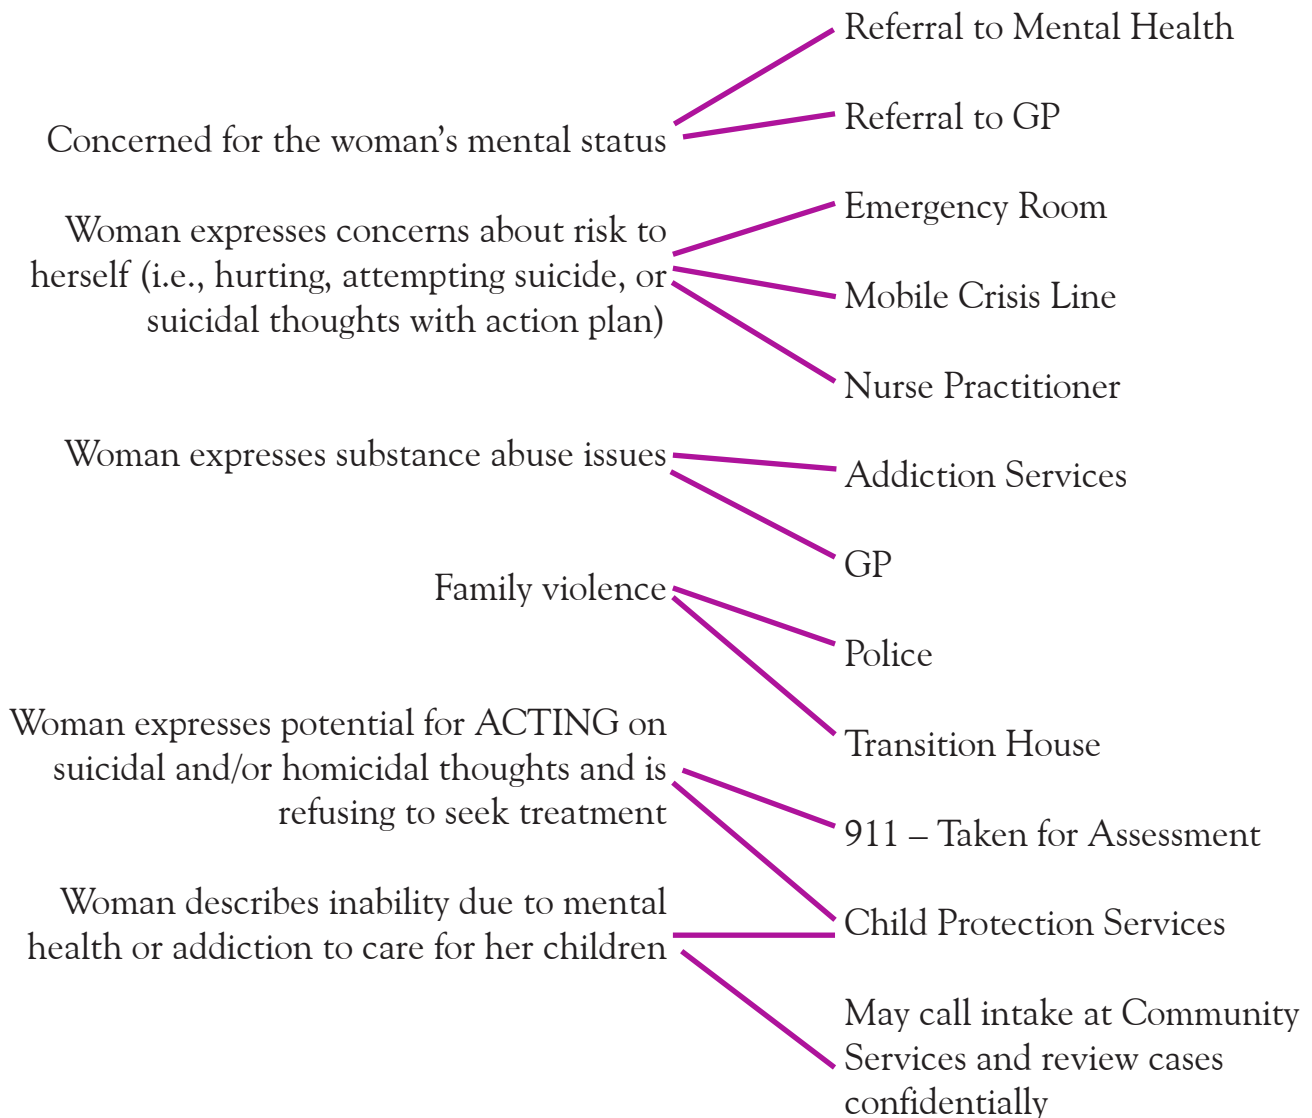 Referral to Mental Health
Concerned for the woman’s mental status
Referral to GP
Woman expresses concerns about risk to
herself (i.e., hurting, attempting suicide, or
suicidal thoughts with action plan)
Emergency Room
Mobile Crisis Line
Nurse Practitioner
Woman expresses substance abuse issues
Addiction Services
GP
Family violence
Police
Transition House
Woman expresses potential for ACTING on
suicidal and/or homicidal thoughts and is
refusing to seek treatment
911 – Taken for Assessment
Child Protection Services
Woman describes inability due to mental
health or addiction to care for her children
May call intake at Community
Services and review cases
confidentially